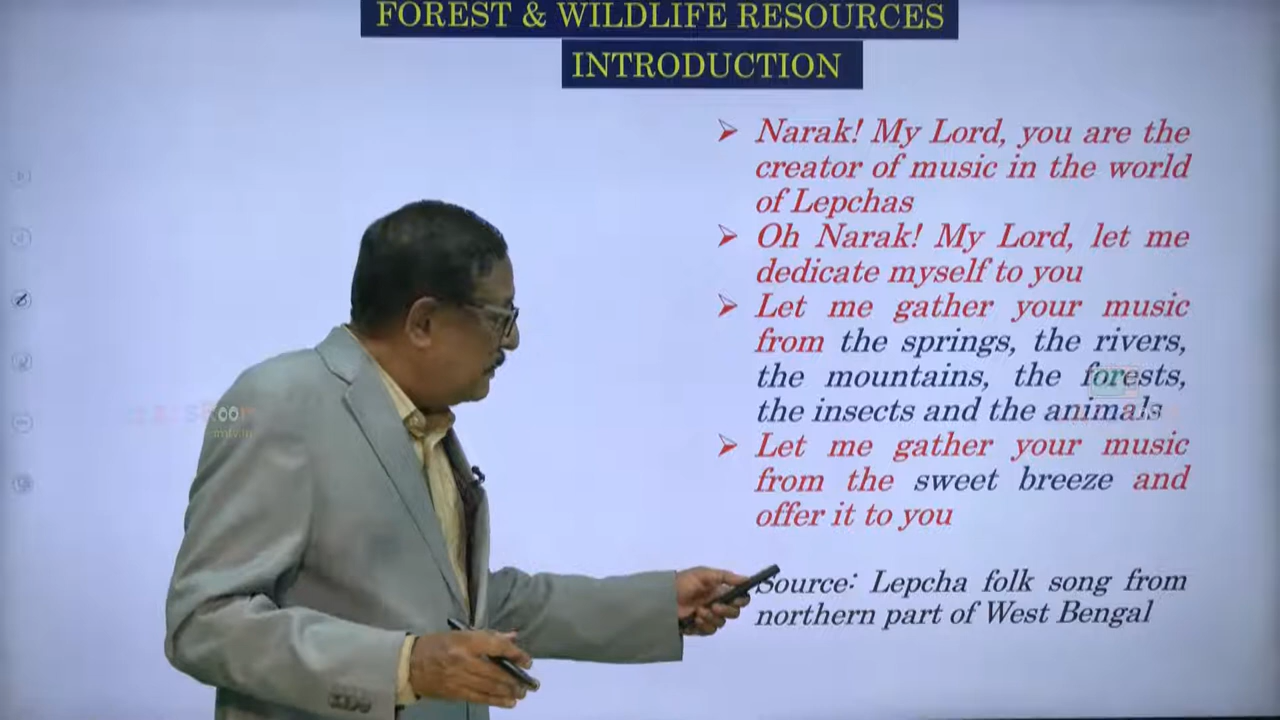 FOREST & WILDLIFE RESOURCES
INTRODUCTION
➢ Narak! My Lord, you are the
creator of music in the world
of Lepchas
➢ Oh Narak! My Lord, let me
dedicate myself to you
➢ Let me gather your music
from the springs, the rivers,
the mountains, the forests,
the insects and the animals
➢ Let me gather your music
from the sweet breeze and
offer it to you
Source: Lepcha folk song from
northern part of West Bengal